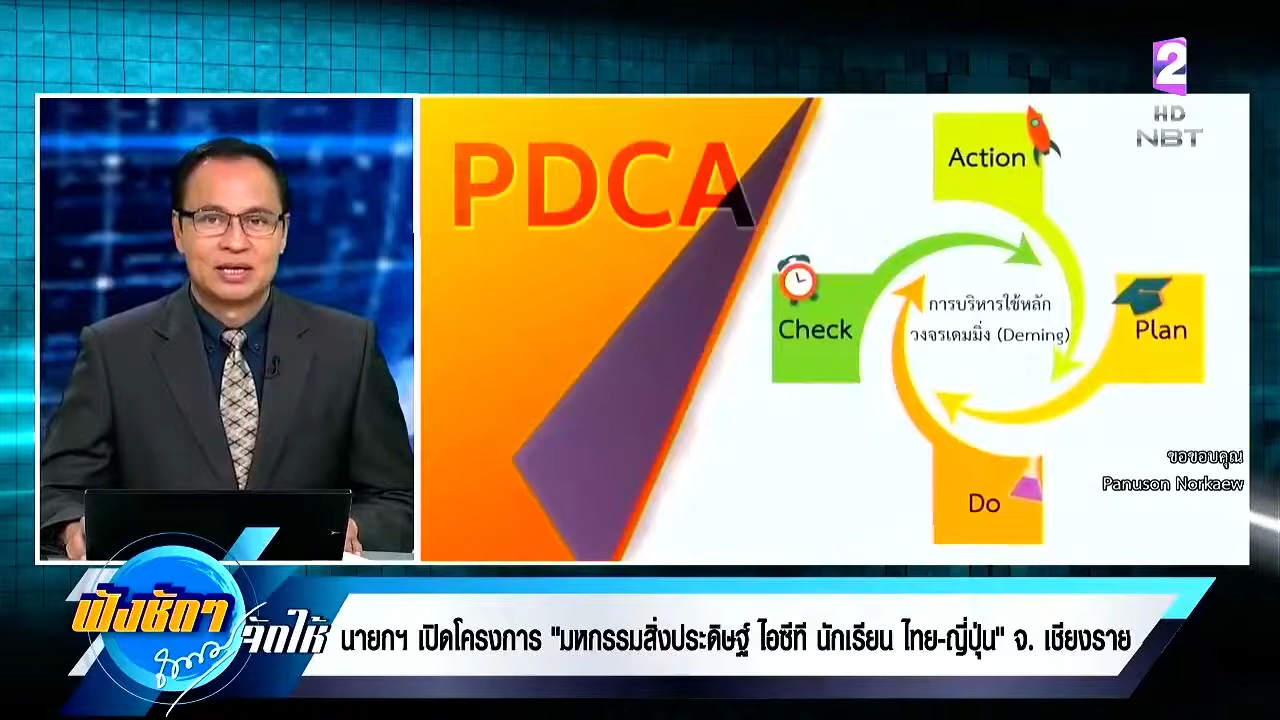 2
HD
NBT
PDCA
Action
Check
การบริหารใช้หลัก
วงจรเดมมิ่ง (Deming)
Plan
Do
ขอขอบคุณ
Panuson Norkaew
ฟังชัดๆ
จัดให้
นายกฯ เปิดโครงการ "มหกรรมสิ่งประดิษฐ์ ไอซีที นักเรียน ไทย-ญี่ปุ่น" จ. เชียงราย